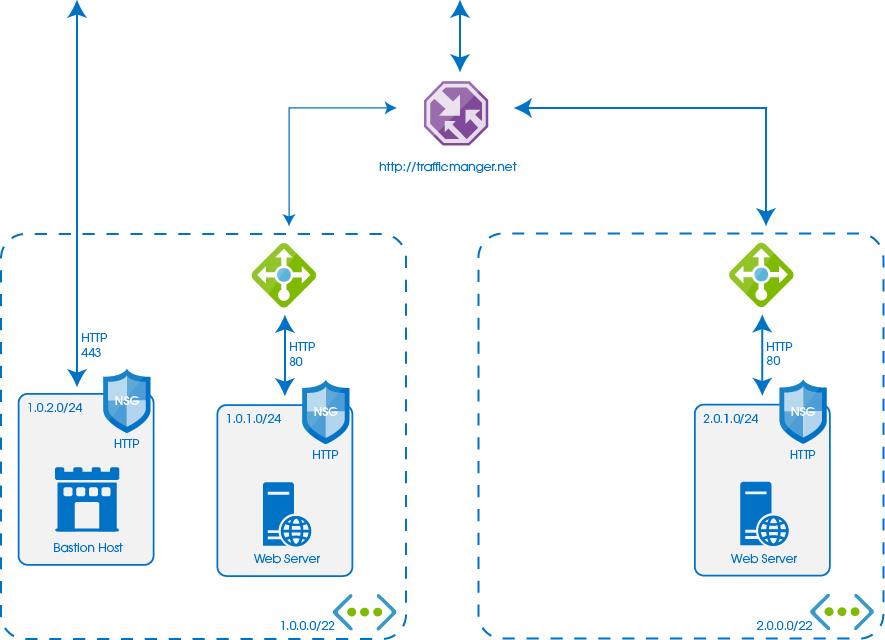 http://trafficmanger.net
HTTP
443
NSG
1.0.2.0/24
HTTP
Bastion Host
HTTP
80
NSG
1.0.1.0/24
HTTP
Web Server
1.0.0.0/22
HTTP
80
NSG
2.0.1.0/24
HTTP
Web Server
2.0.0.0/22